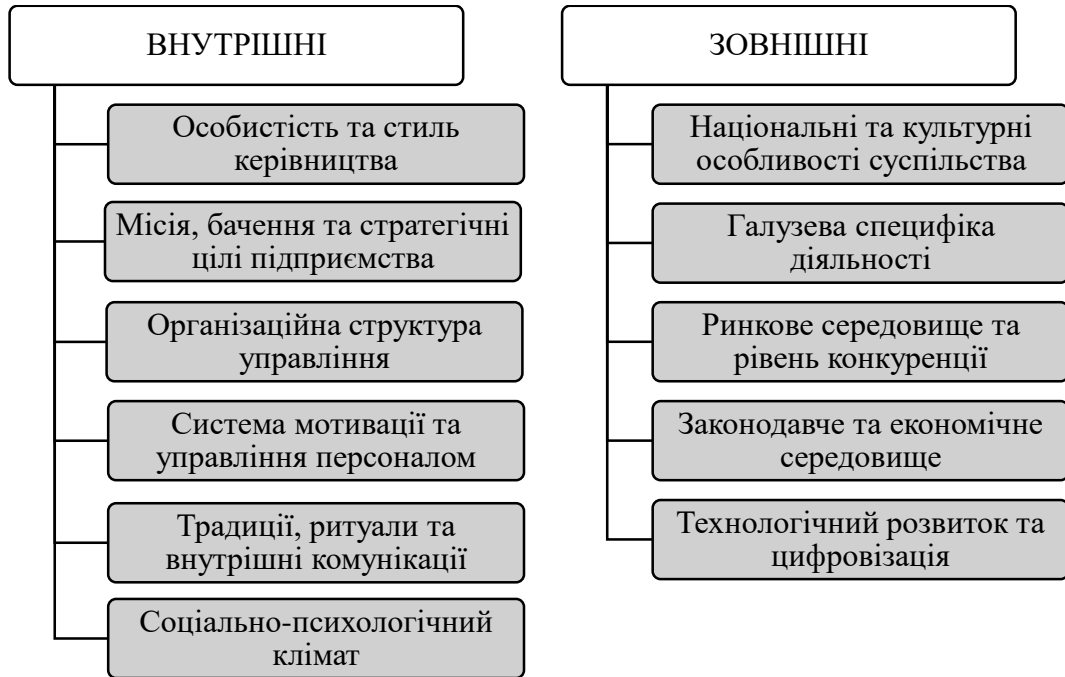 ВНУТРІШНІ
Особистість та стиль
керівництва
Місія, бачення та стратегічні
цілі підприємства
Організаційна структура
управління
Система мотивації та
управління персоналом
Традиції, ритуали та
внутрішні комунікації
Соціально-психологічний
клімат
ЗОВНІШНІ
Національні та культурні
особливості суспільства
Галузева специфіка
діяльності
Ринкове середовище та
рівень конкуренції
Законодавче та економічне
середовище
Технологічний розвиток та
цифровізація